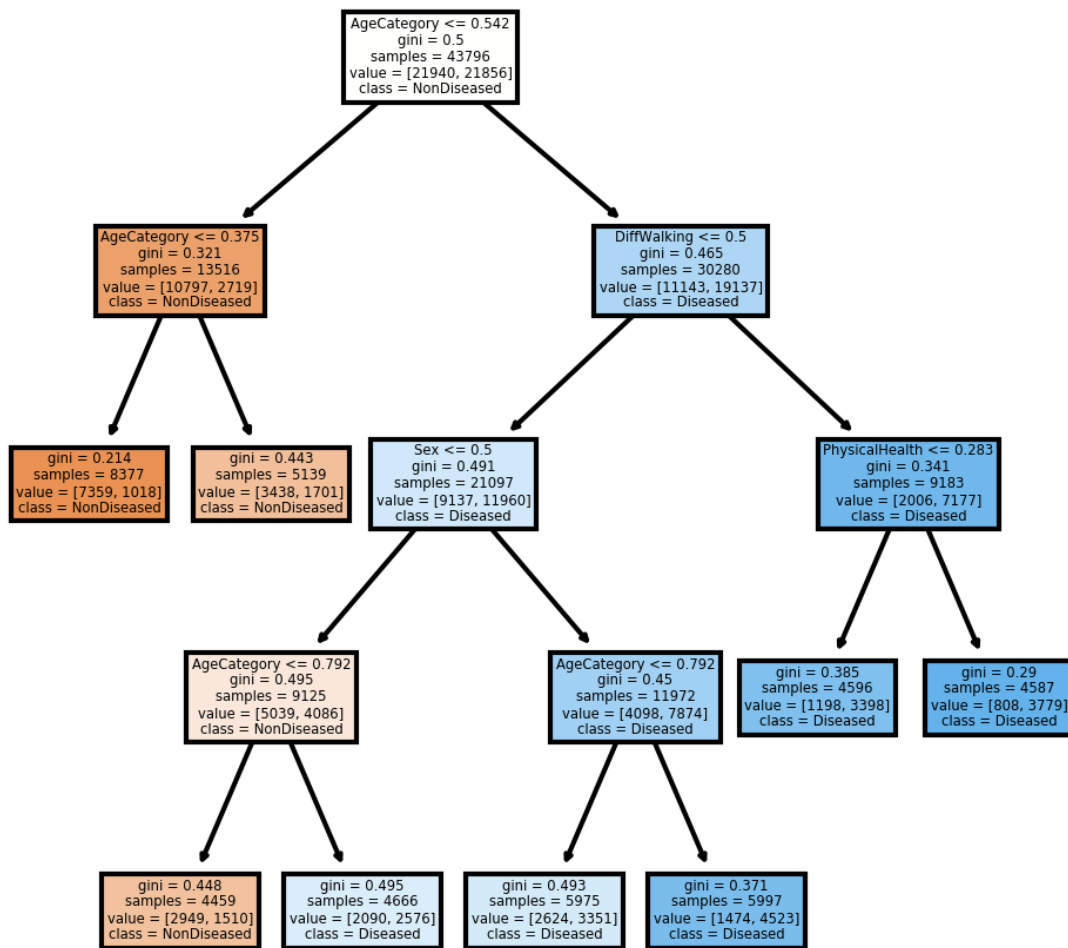 AgeCategory <= 0.542
gini = 0.5
samples = 43796
value = [21940, 21856]
class = NonDiseased
AgeCategory <= 0.375
gini = 0.321
samples = 13516
value = [10797, 2719]
class = NonDiseased
DiffWalking <= 0.5
gini = 0.465
samples = 30280
value = [11143, 19137]
class = Diseased
gini = 0.214
samples = 8377
value = [7359, 1018]
class = NonDiseased
gini = 0.443
samples = 5139
value = [3438, 1701]
class = NonDiseased
Sex <= 0.5
gini = 0.491
samples = 21097
value = [9137, 11960]
class = Diseased
PhysicalHealth <= 0.283
gini = 0.341
samples = 9183
value = [2006, 7177]
class = Diseased
AgeCategory <= 0.792
gini = 0.495
samples = 9125
value = [5039, 4086]
class = NonDiseased
AgeCategory <= 0.792
gini = 0.45
samples = 11972
value = [4098, 7874]
class = Diseased
gini = 0.385
samples = 4596
value = [1198, 3398]
class = Diseased
gini = 0.29
samples = 4587
value = [808, 3779]
class = Diseased
gini = 0.448
samples = 4459
value = [2949, 1510]
class = NonDiseased
gini = 0.495
samples = 4666
value = [2090, 2576]
class = Diseased
gini = 0.493
samples = 5975
value = [2624, 3351]
class = Diseased
gini = 0.371
samples = 5997
value = [1474, 4523]
class = Diseased